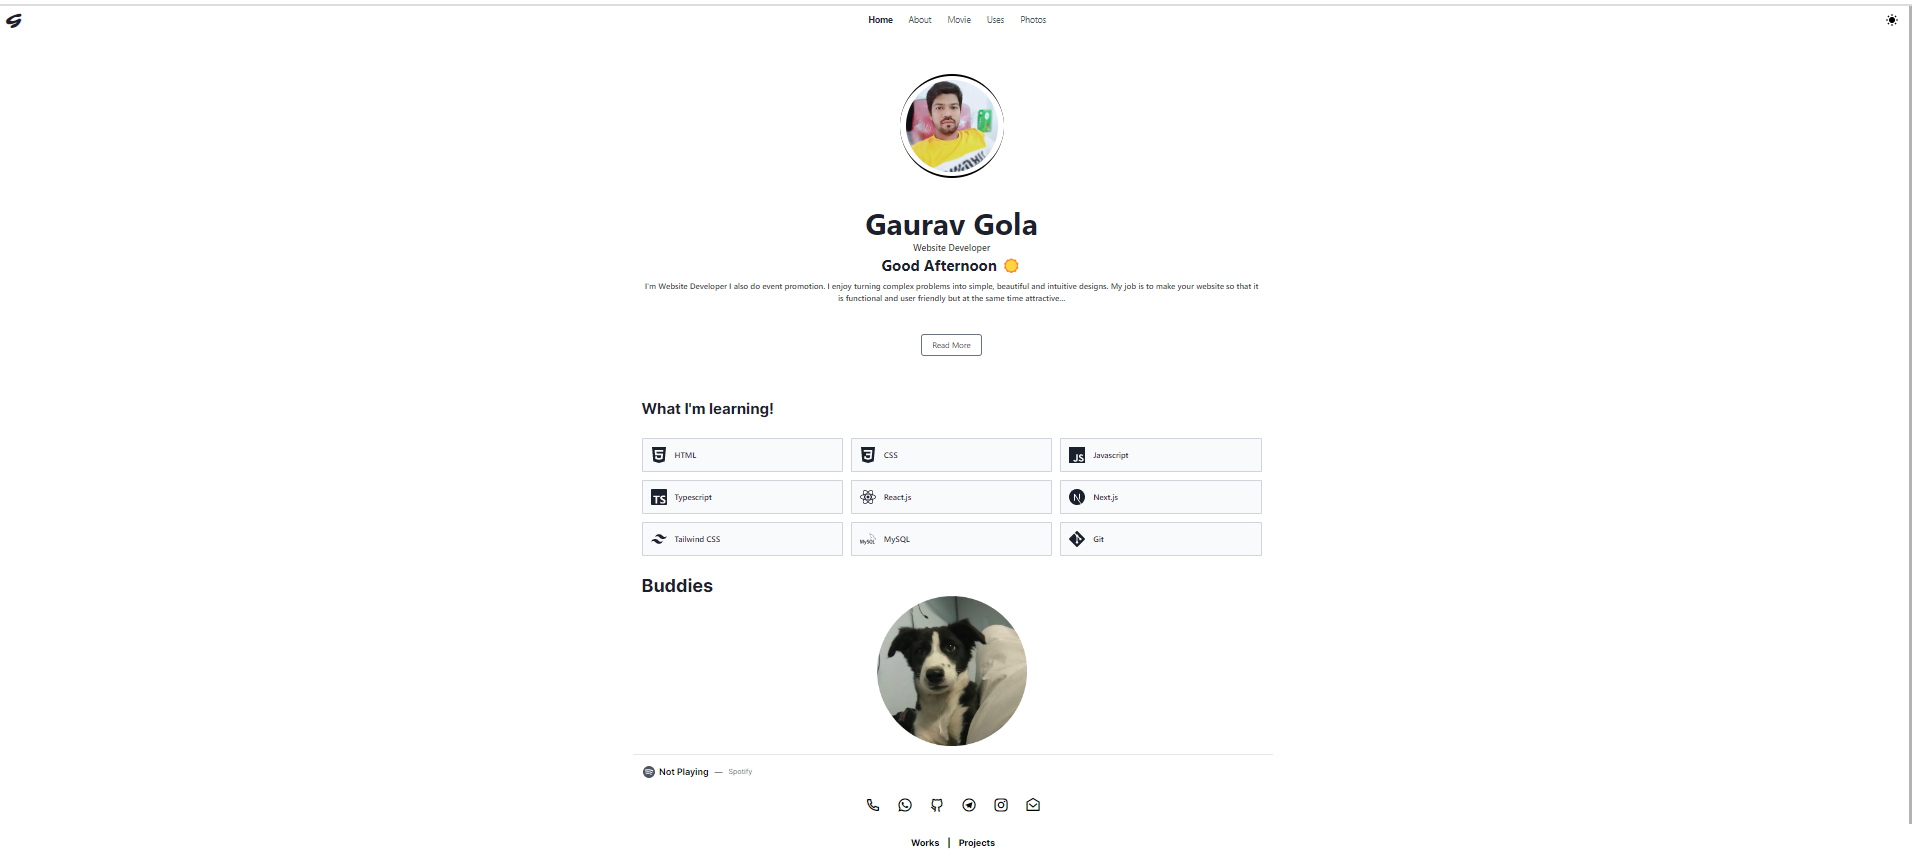 Home About Movie Uses Photos
Gaurav Gola
Website Developer
Good Afternoon
I'm Website Developer I also do event promotion. I enjoy turning complex problems into simple, beautiful and intuitive designs. My job is to make your website so that it
is functional and user friendly but at the same time attractive...
Read More
What I'm learning!
HTML CSS JS Javascript
TS Typescript React.js N Next.js
Tailwind CSS MySQL MySQL Git
Buddies
Not Playing — Spotify
Works | Projects